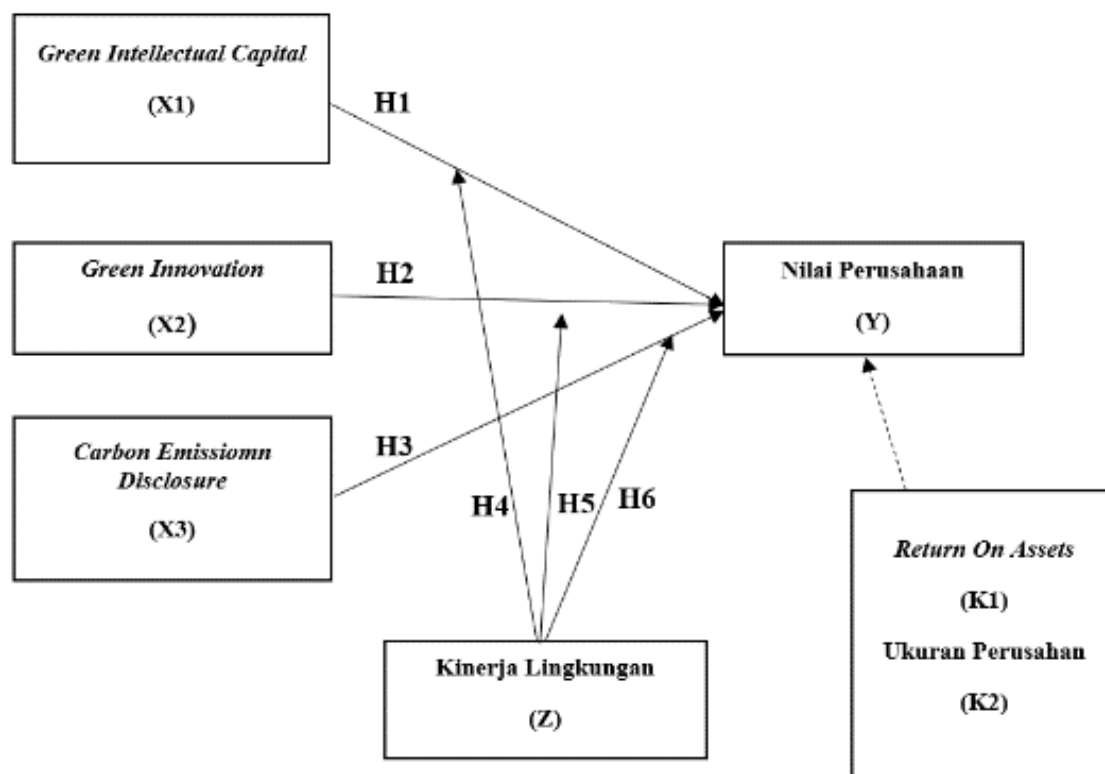 Green Intellectual Capital
(X1)
H1
Green Innovation
(X2)
H2
Nilai Perusahaan
(Y)
Carbon Emissiomn
Disclosure
(X3)
H3
H4
H5
H6
Return On Assets
(K1)
Ukuran Perusahan
(K2)
Kinerja Lingkungan
(Z)